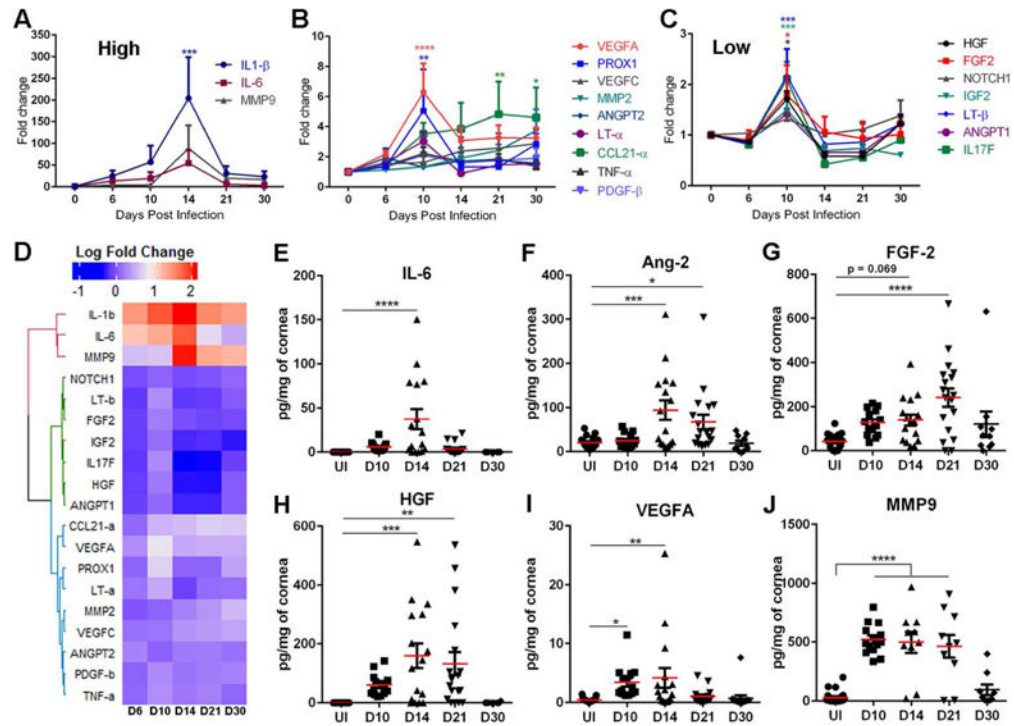 A
High
***
IL1-β
IL-6
MMP9
Fold change
350
300
250
200
150
100
50
0
0 6 10 14 21 30
Days Post Infection
B
****
**
**
*
VEGFA
PROX1
VEGFC
MMP2
ANGPT2
LT-α
CCL21-α
TNF-α
PDGF-β
Fold change
10
8
6
4
2
0
0 6 10 14 21 30
Days Post Infection
C
Low
***
***
*
*
HGF
FGF2
NOTCH1
IGF2
LT-β
ANGPT1
IL17F
Fold change
3
2
1
0
0 6 10 14 21 30
Days Post Infection
D
Log Fold Change
-1 0 1 2
IL-1b
IL-6
MMP9
NOTCH1
LT-b
FGF2
IGF2
IL17F
HGF
ANGPT1
CCL21-a
VEGFA
PROX1
LT-a
MMP2
VEGFC
ANGPT2
PDGF-b
TNF-a
D6 D10 D14 D21 D30
E
IL-6
****
pg/mg of cornea
200
150
100
50
0
UI D10 D14 D21 D30
F
Ang-2
*
***
pg/mg of cornea
400
300
200
100
0
UI D10 D14 D21 D30
G
FGF-2
p = 0.069
****
pg/mg of cornea
800
600
400
200
0
UI D10 D14 D21 D30
H
HGF
**
***
pg/mg of cornea
600
400
200
0
UI D10 D14 D21 D30
I
VEGFA
**
*
pg/mg of cornea
30
20
10
0
UI D10 D14 D21 D30
J
MMP9
****
pg/mg of cornea
1500
1000
500
0
UI D10 D14 D21 D30